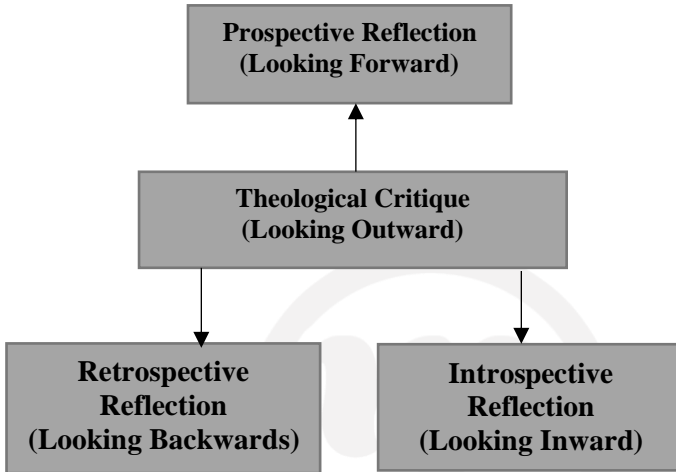 Prospective Reflection
(Looking Forward)
Theological Critique
(Looking Outward)
Retrospective
Reflection
(Looking Backwards)
Introspective
Reflection
(Looking Inward)